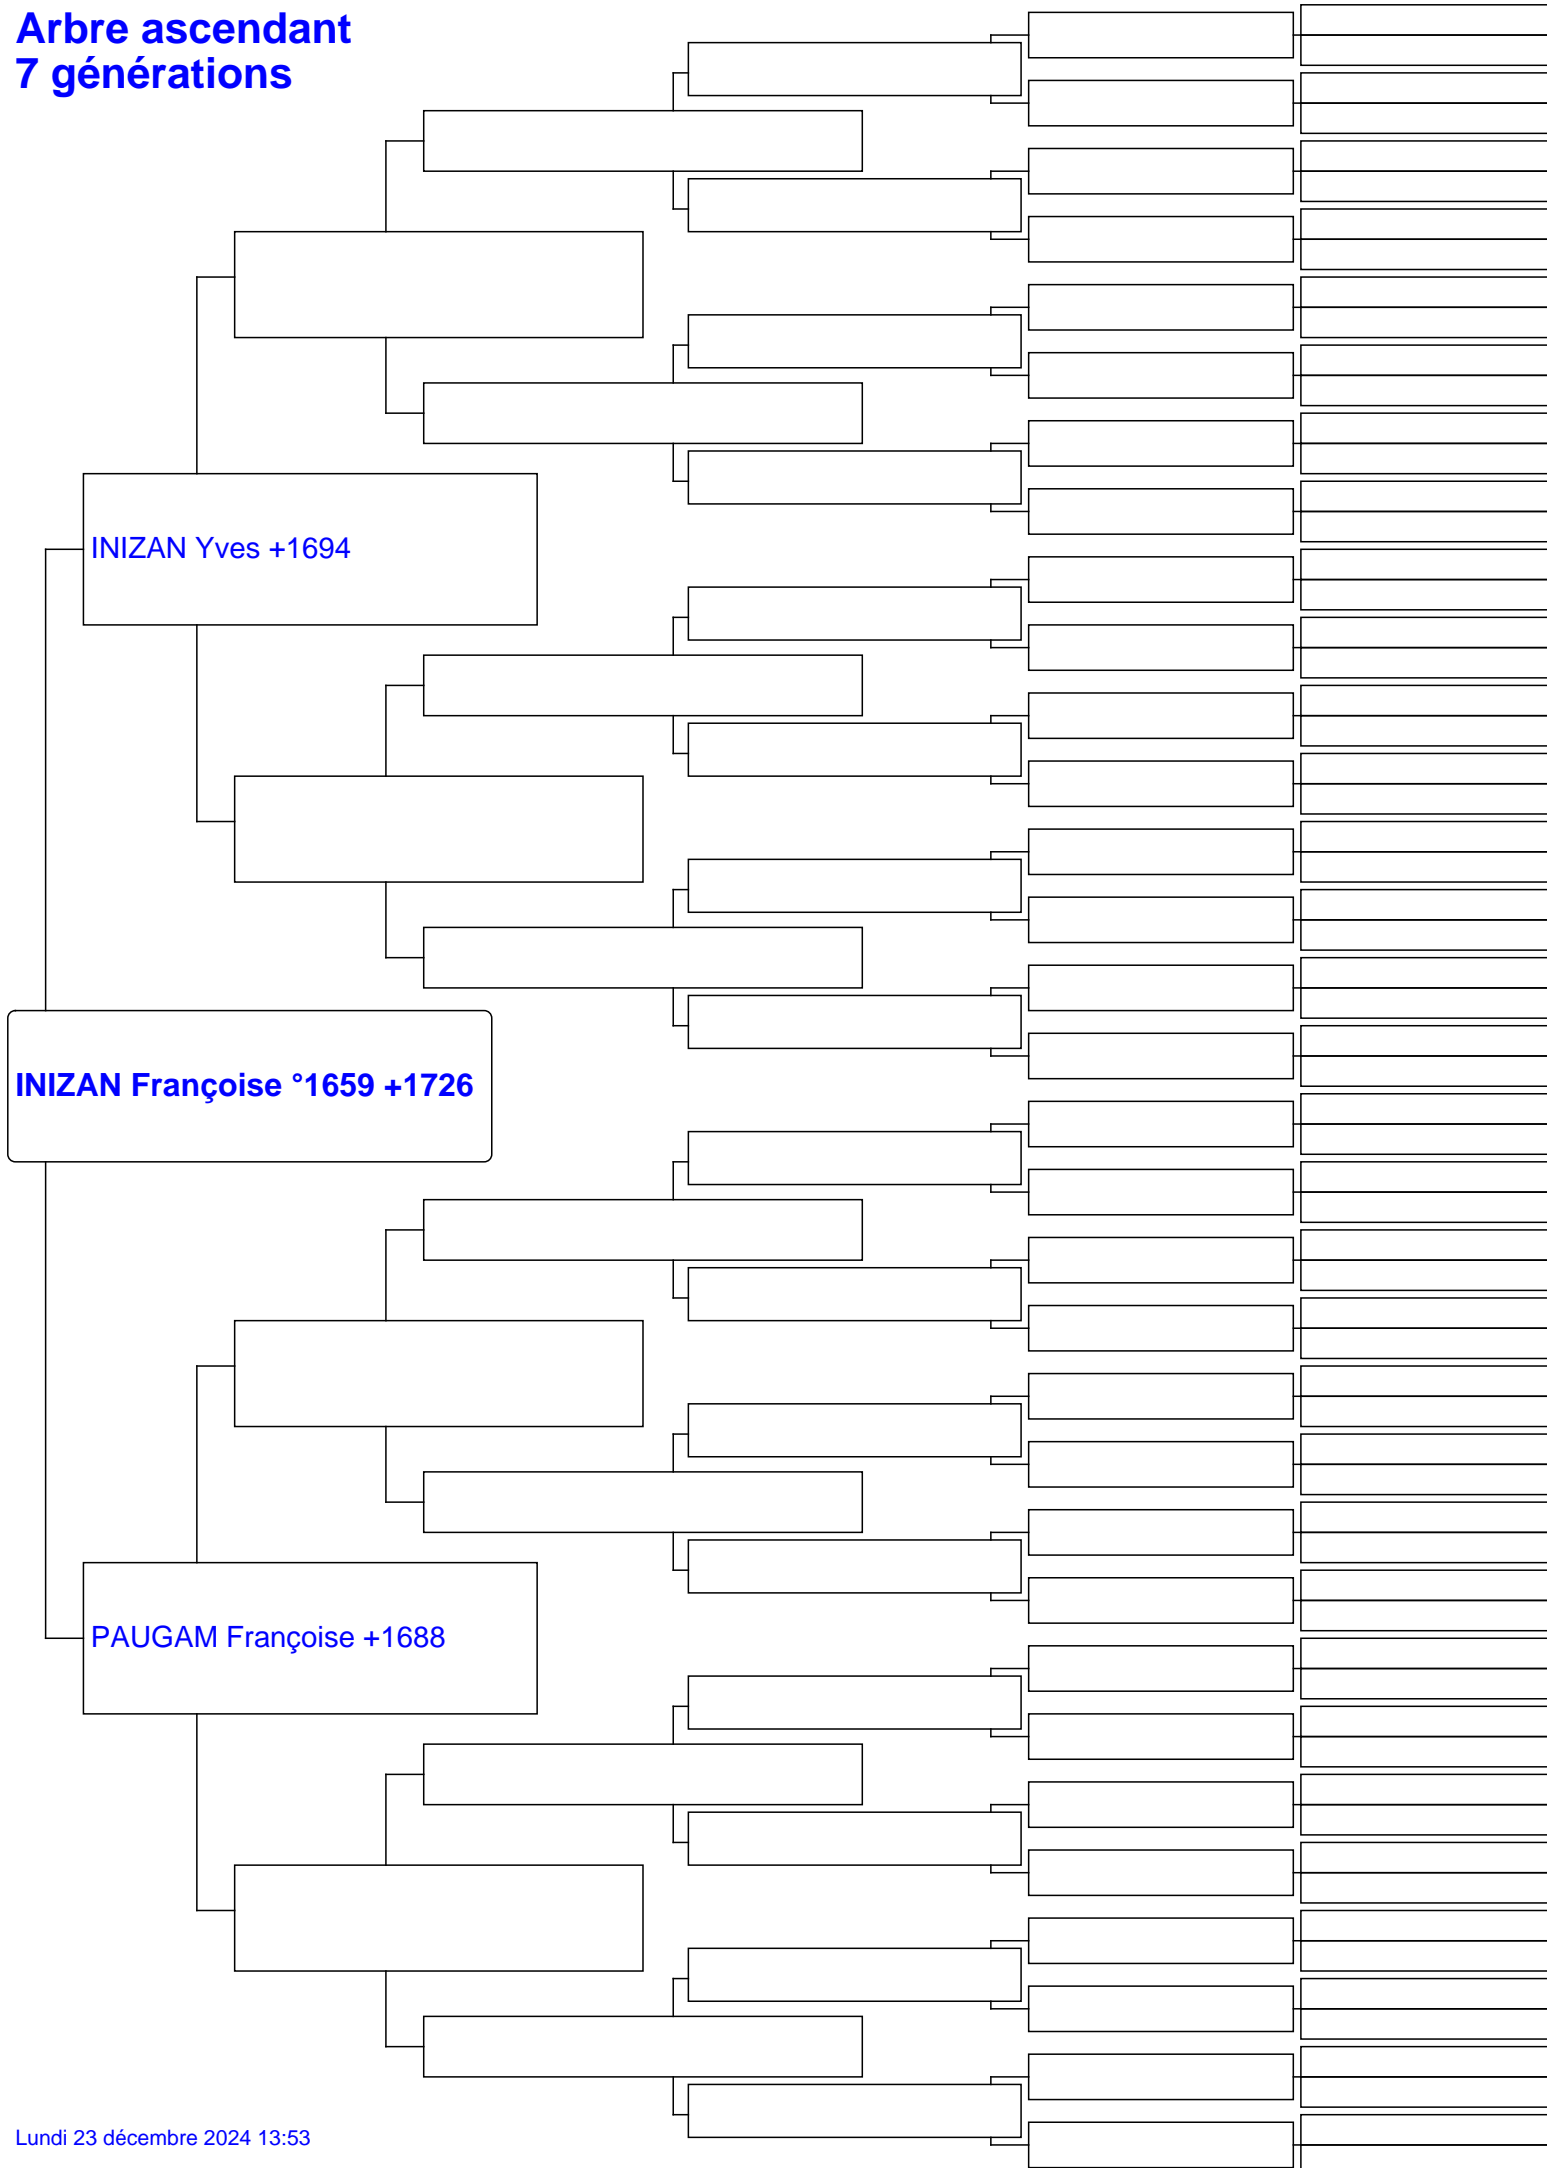 Arbre ascendant
7 générations
INIZAN Yves +1694
INIZAN Françoise °1659 +1726
PAUGAM Françoise +1688
Lundi 23 décembre 2024 13:53